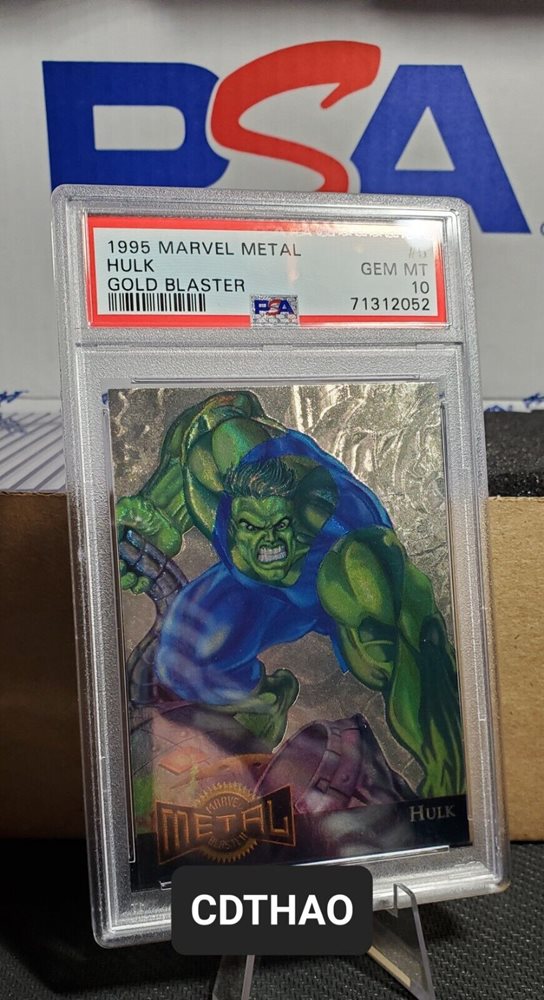 PSA
1995 MARVEL METAL
HULK GEM MT
GOLD BLASTER 10
PSA 71312052
MARVEL
METAL
BLASTER
HULK
CDTHAO